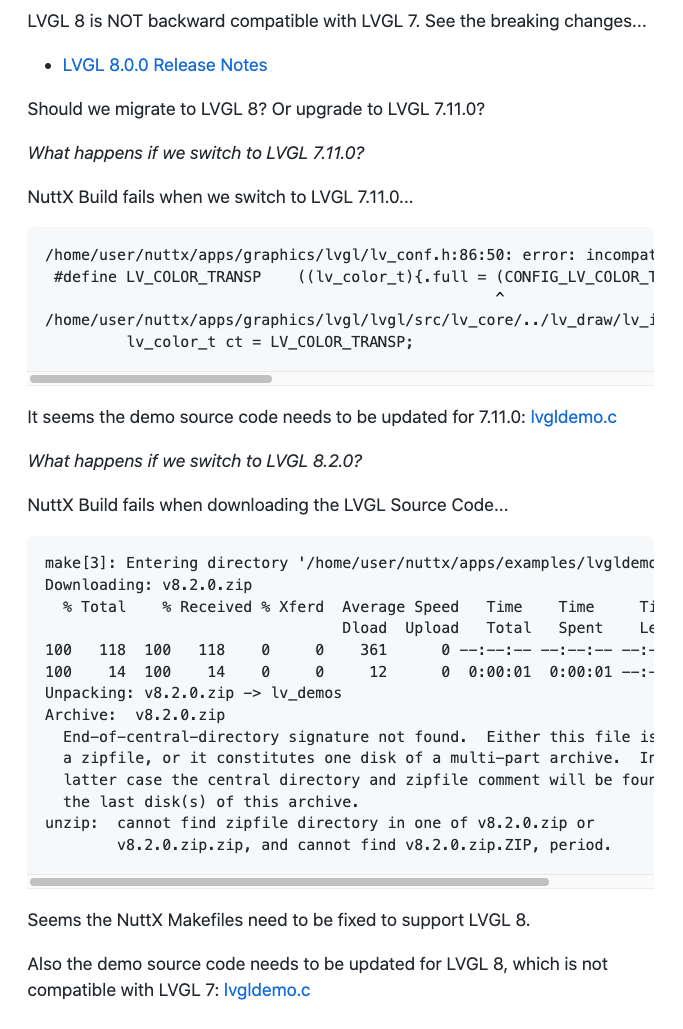 LVGL 8 is NOT backward compatible with LVGL 7. See the breaking changes...
• LVGL 8.0.0 Release Notes
Should we migrate to LVGL 8? Or upgrade to LVGL 7.11.0?
What happens if we switch to LVGL 7.11.0?
NuttX Build fails when we switch to LVGL 7.11.0...
/home/user/nuttx/apps/graphics/lvgl/lv_conf.h:86:50: error: incompat
#define LV_COLOR_TRANSP    ((lv_color_t){.full = (CONFIG_LV_COLOR_T
^
/home/user/nuttx/apps/graphics/lvgl/lvgl/src/lv_core/../lv_draw/lv_i
lv_color_t ct = LV_COLOR_TRANSP;
It seems the demo source code needs to be updated for 7.11.0: lvgldemo.c
What happens if we switch to LVGL 8.2.0?
NuttX Build fails when downloading the LVGL Source Code...
make[3]: Entering directory '/home/user/nuttx/apps/examples/lvgldemo
Downloading: v8.2.0.zip
  % Total    % Received % Xferd  Average Speed   Time    Time     Ti
                                 Dload  Upload   Total   Spent    Le
100   118  100   118    0     0    361      0 --:--:-- --:--:-- --:-
100    14  100    14    0     0     12      0  0:00:01  0:00:01 --:-
Unpacking: v8.2.0.zip -> lv_demos
Archive:  v8.2.0.zip
  End-of-central-directory signature not found.  Either this file is
  a zipfile, or it constitutes one disk of a multi-part archive.  In
  latter case the central directory and zipfile comment will be foun
  the last disk(s) of this archive.
unzip:  cannot find zipfile directory in one of v8.2.0.zip or
        v8.2.0.zip.zip, and cannot find v8.2.0.zip.ZIP, period.
Seems the NuttX Makefiles need to be fixed to support LVGL 8.
Also the demo source code needs to be updated for LVGL 8, which is not
compatible with LVGL 7: lvgldemo.c